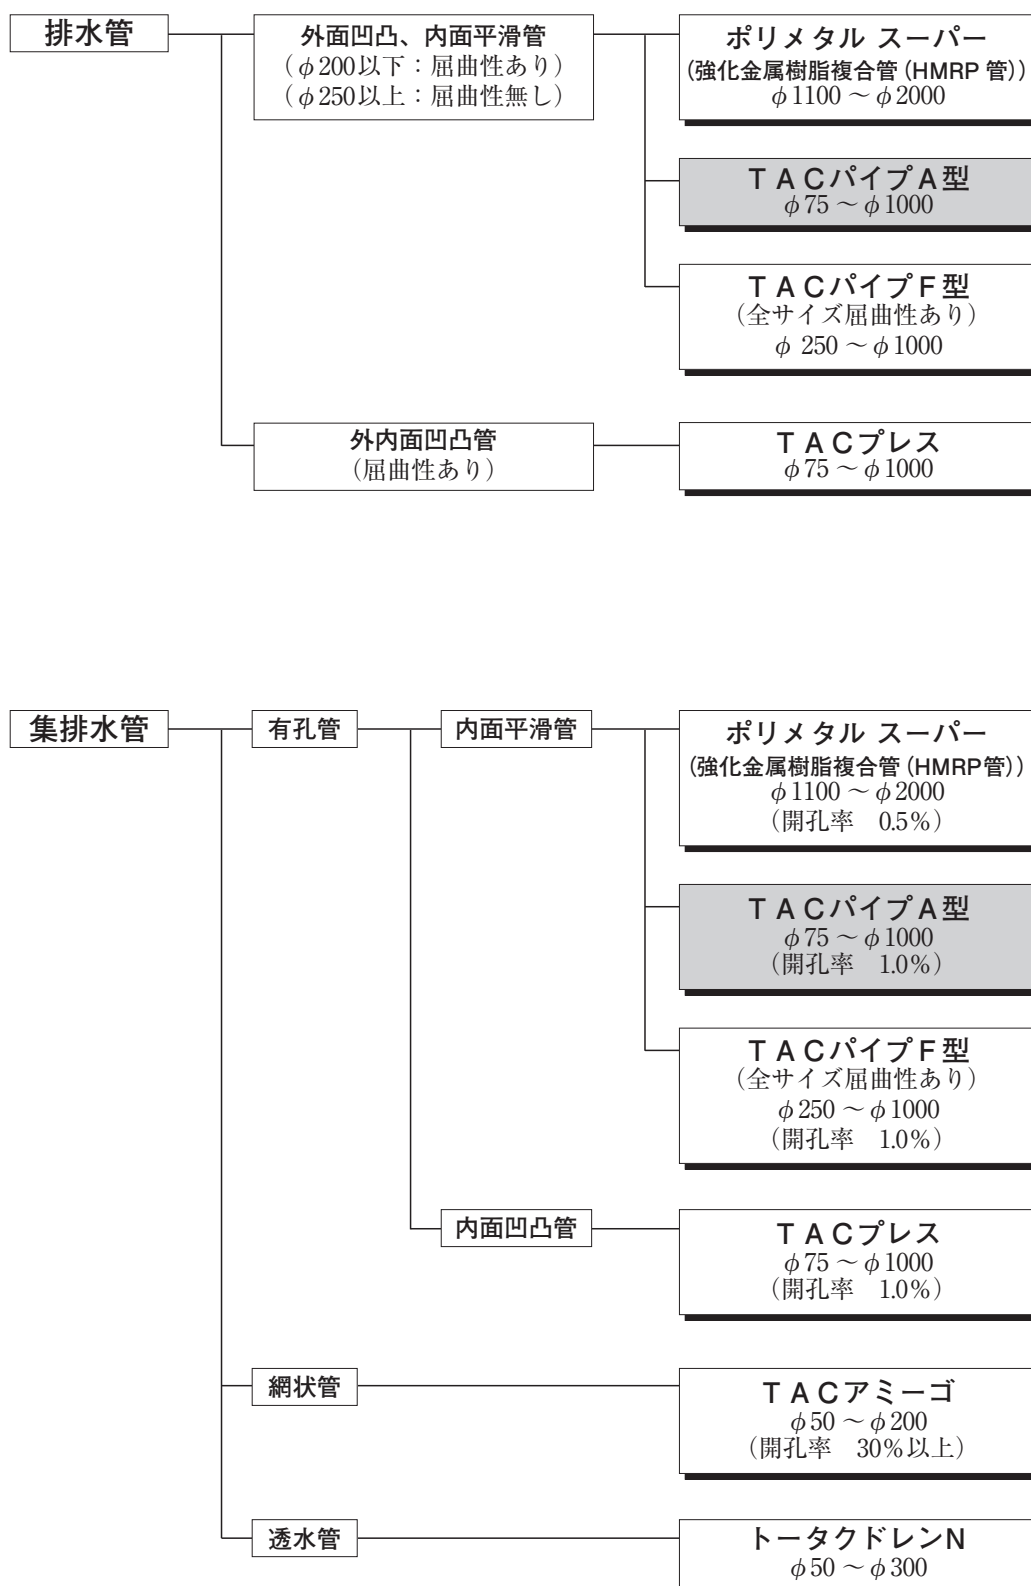 排水管
外面凹凸、内面平滑管
（φ200以下：屈曲性あり）
（φ250以上：屈曲性無し）
ポリメタル スーパー
(強化金属樹脂複合管 (HMRP 管))
φ1100 ～ φ2000
ＴＡＣパイプＡ型
φ75 ～ φ1000
ＴＡＣパイプＦ型
（全サイズ屈曲性あり）
φ 250 ～ φ1000
外内面凹凸管
（屈曲性あり）
ＴＡＣプレス
φ75 ～ φ1000
集排水管
有孔管
内面平滑管
ポリメタル スーパー
(強化金属樹脂複合管 (HMRP管))
φ1100 ～ φ2000
（開孔率　0.5%）
ＴＡＣパイプＡ型
φ75 ～ φ1000
（開孔率　1.0%）
ＴＡＣパイプＦ型
（全サイズ屈曲性あり）
φ250 ～ φ1000
（開孔率　1.0%）
内面凹凸管
ＴＡＣプレス
φ75 ～ φ1000
（開孔率　1.0%）
網状管
ＴＡＣアミーゴ
φ50 ～ φ200
（開孔率　30%以上）
透水管
トータクドレンN
φ50 ～ φ300